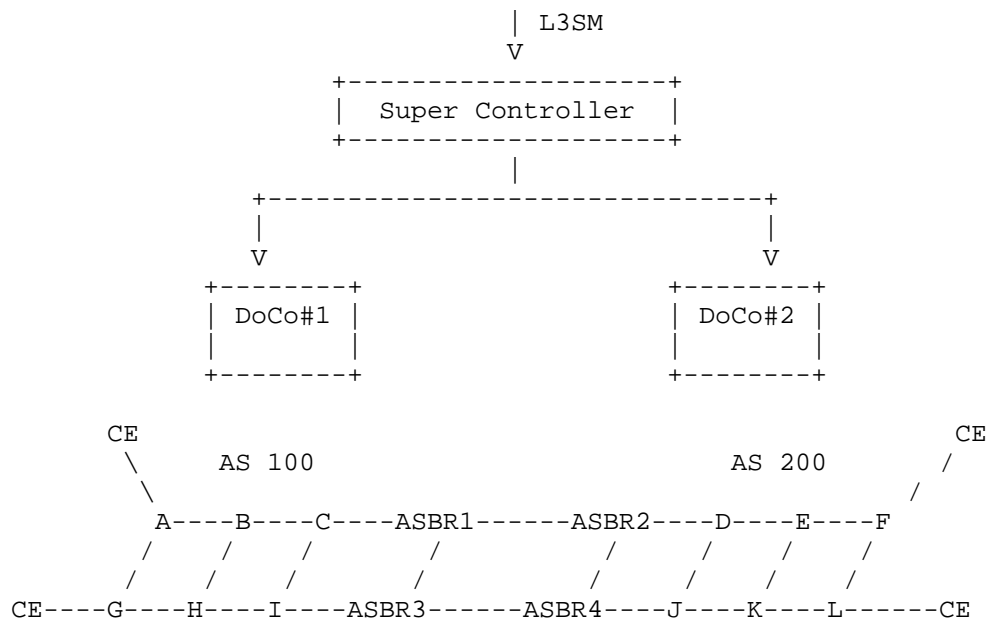 | L3SM
V
+---------------------+
| Super Controller |
+---------------------+
|
+-------------------------------+
| |
V V
+--------+ +--------+
| DoCo#1 | | DoCo#2 |
| | | |
+--------+ +--------+
CE CE
\ AS 100 AS 200 /
\ /
A----B----C----ASBR1------ASBR2----D----E----F
/ / / / / / / /
/ / / / / / / /
CE----G----H----I----ASBR3------ASBR4----J----K----L------CE